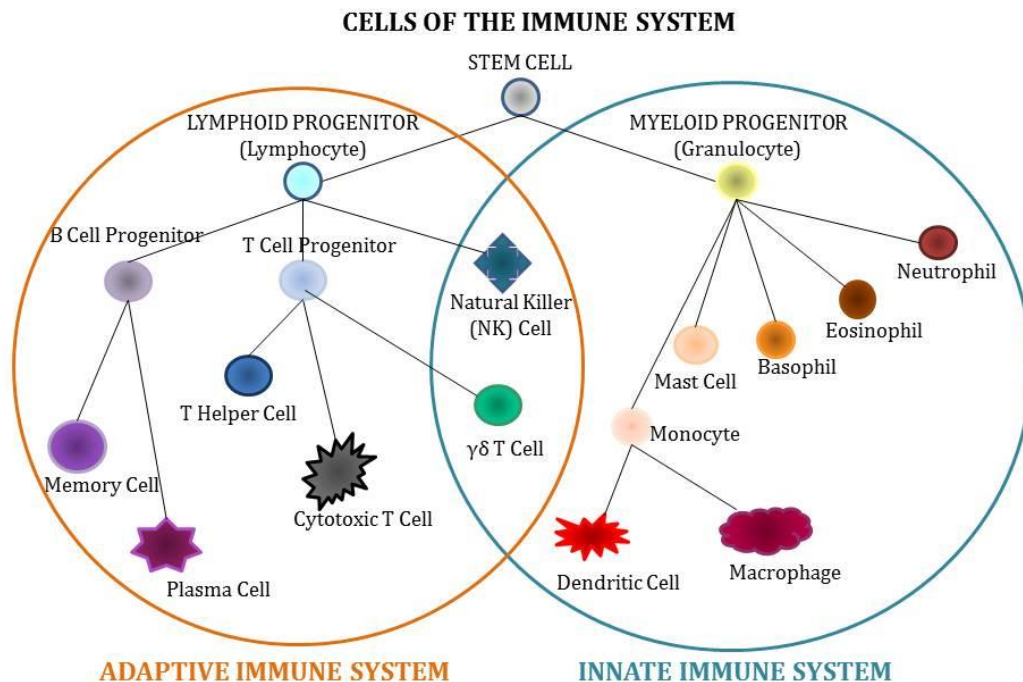 CELLS OF THE IMMUNE SYSTEM
STEM CELL
LYMPHOID PROGENITOR
(Lymphocyte)
MYELOID PROGENITOR
(Granulocyte)
B Cell Progenitor
T Cell Progenitor
Natural Killer
(NK) Cell
Neutrophil
Eosinophil
Basophil
Mast Cell
T Helper Cell
γδ T Cell
Monocyte
Memory Cell
Cytotoxic T Cell
Plasma Cell
Dendritic Cell
Macrophage
ADAPTIVE IMMUNE SYSTEM
INNATE IMMUNE SYSTEM